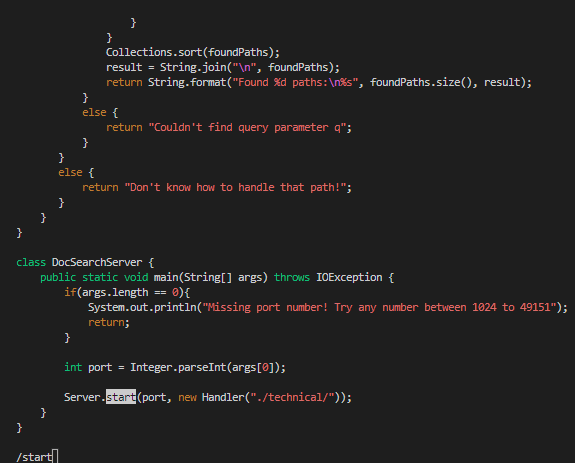 }
}
Collections.sort(foundPaths);
result = String.join("\n", foundPaths);
return String.format("Found %d paths:\n%s", foundPaths.size(), result);
}
else {
return "Couldn't find query parameter q";
}
}
else {
return "Don't know how to handle that path!";
}
}
}
class DocSearchServer {
public static void main(String[] args) throws IOException {
if(args.length == 0){
System.out.println("Missing port number! Try any number between 1024 to 49151");
return;
}
int port = Integer.parseInt(args[0]);
Server.start(port, new Handler("./technical/"));
}
}
/start